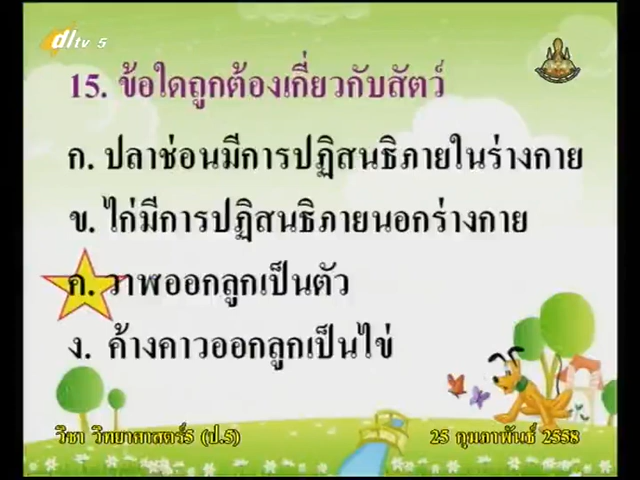 dltv 5
15. ข้อใดถูกต้องเกี่ยวกับสัตว์
ก. ปลาช่อนมีการปฏิสนธิภายในร่างกาย
ข. ไก่มีการปฏิสนธิภายนอกร่างกาย
ค. วาฬออกลูกเป็นตัว
ง. ค้างคาวออกลูกเป็นไข่
วิชา วิทยาศาสตร์5 (ป.5)
25 กุมภาพันธ์ 2558